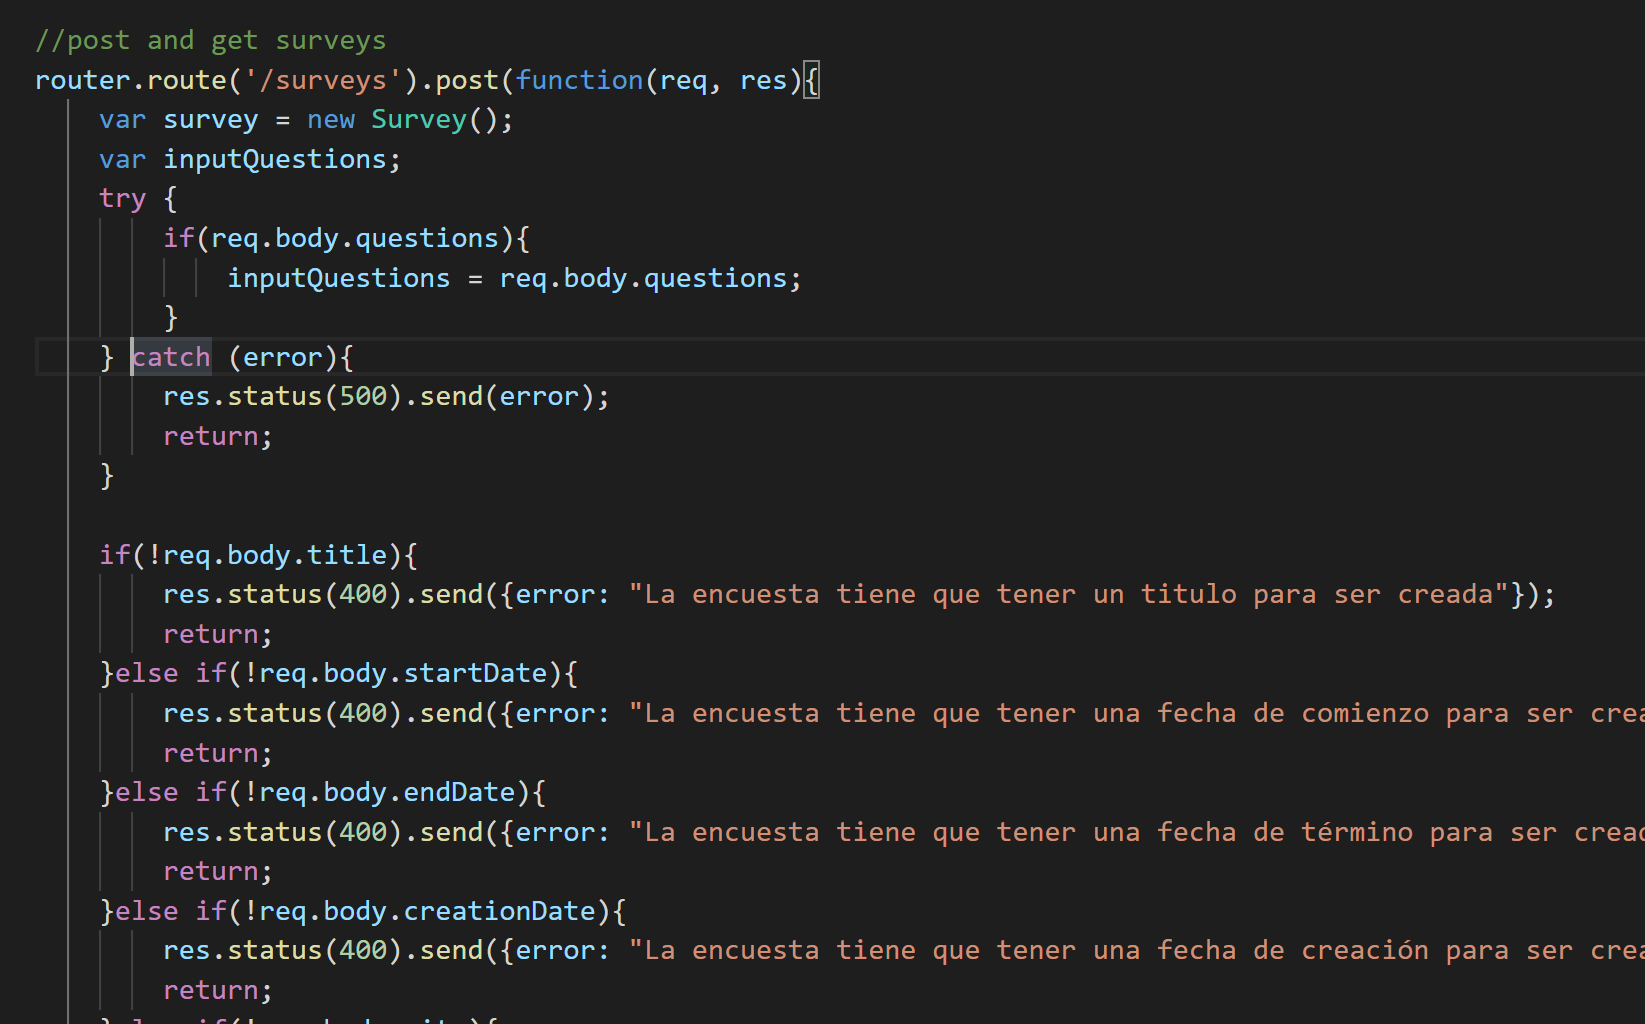 //post and get surveys
router.route('/surveys').post(function(req, res){
var survey = new Survey();
var inputQuestions;
try {
if(req.body.questions){
inputQuestions = req.body.questions;
}
} catch (error){
res.status(500).send(error);
return;
}
if(!req.body.title){
res.status(400).send({error: "La encuesta tiene que tener un titulo para ser creada"});
return;
}else if(!req.body.startDate){
res.status(400).send({error: "La encuesta tiene que tener una fecha de comienzo para ser
return;
}else if(!req.body.endDate){
res.status(400).send({error: "La encuesta tiene que tener una fecha de término para ser
return;
}else if(!req.body.creationDate){
res.status(400).send({error: "La encuesta tiene que tener una fecha de creación para ser
return;